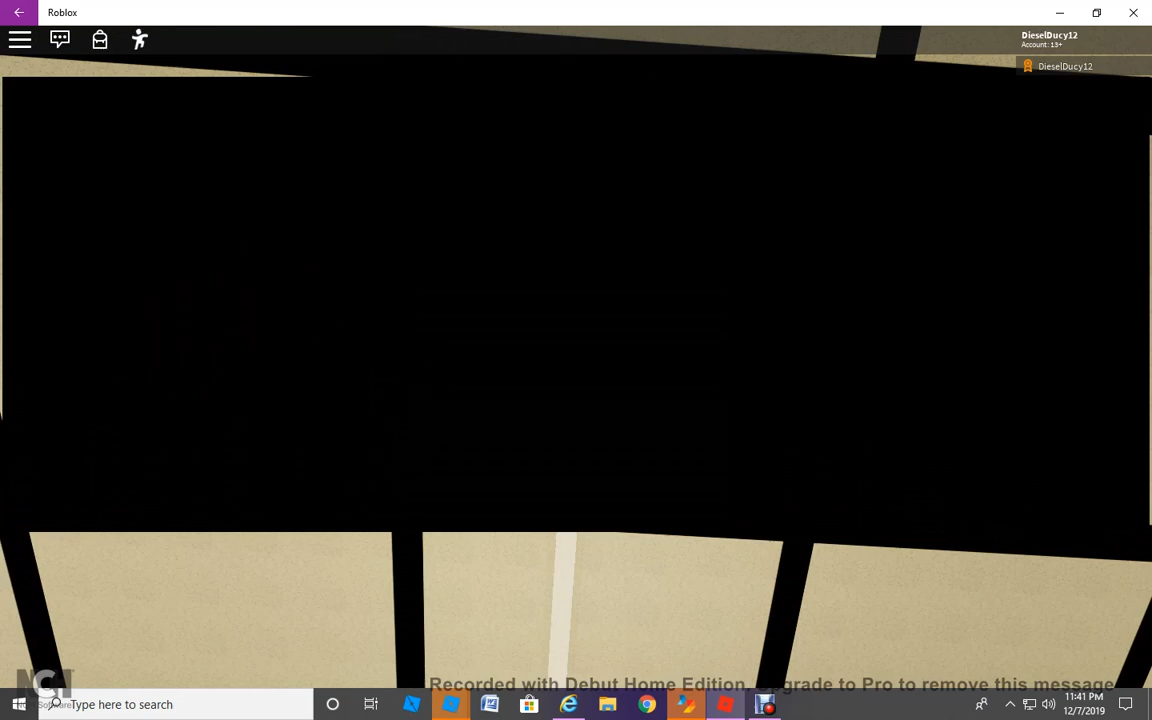 Roblox
DieselDucy12
Account: 13+
DieselDucy12
Recorded with Debut Home Edition. Upgrade to Pro to remove this message
NCH
Type here to search
11:41 PM
12/7/2019